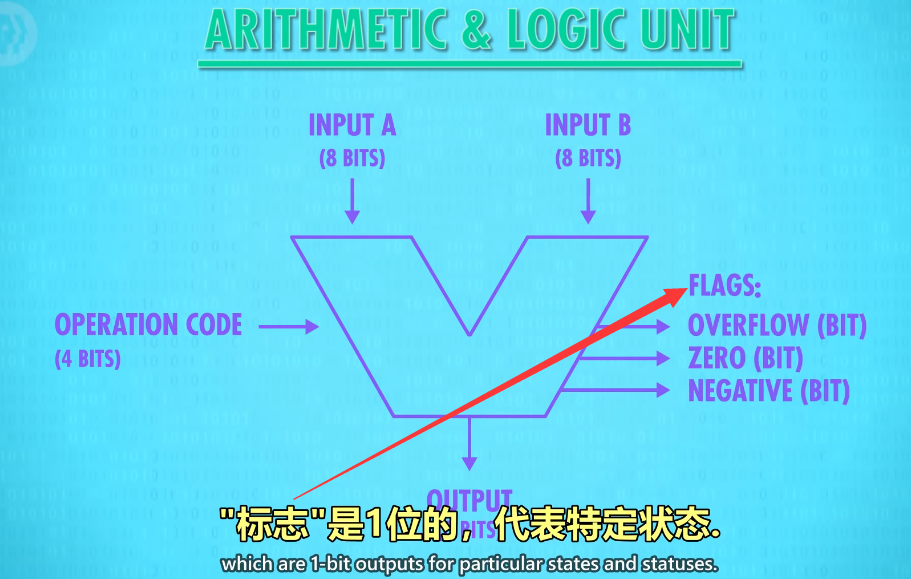 ARITHMETIC & LOGIC UNIT
INPUT A
(8 BITS)
INPUT B
(8 BITS)
OPERATION CODE
(4 BITS)
FLAGS:
OVERFLOW (BIT)
ZERO (BIT)
NEGATIVE (BIT)
OUTPUT
BITS
"标志"是1位的，代表特定状态.
which are 1-bit outputs for particular states and statuses.